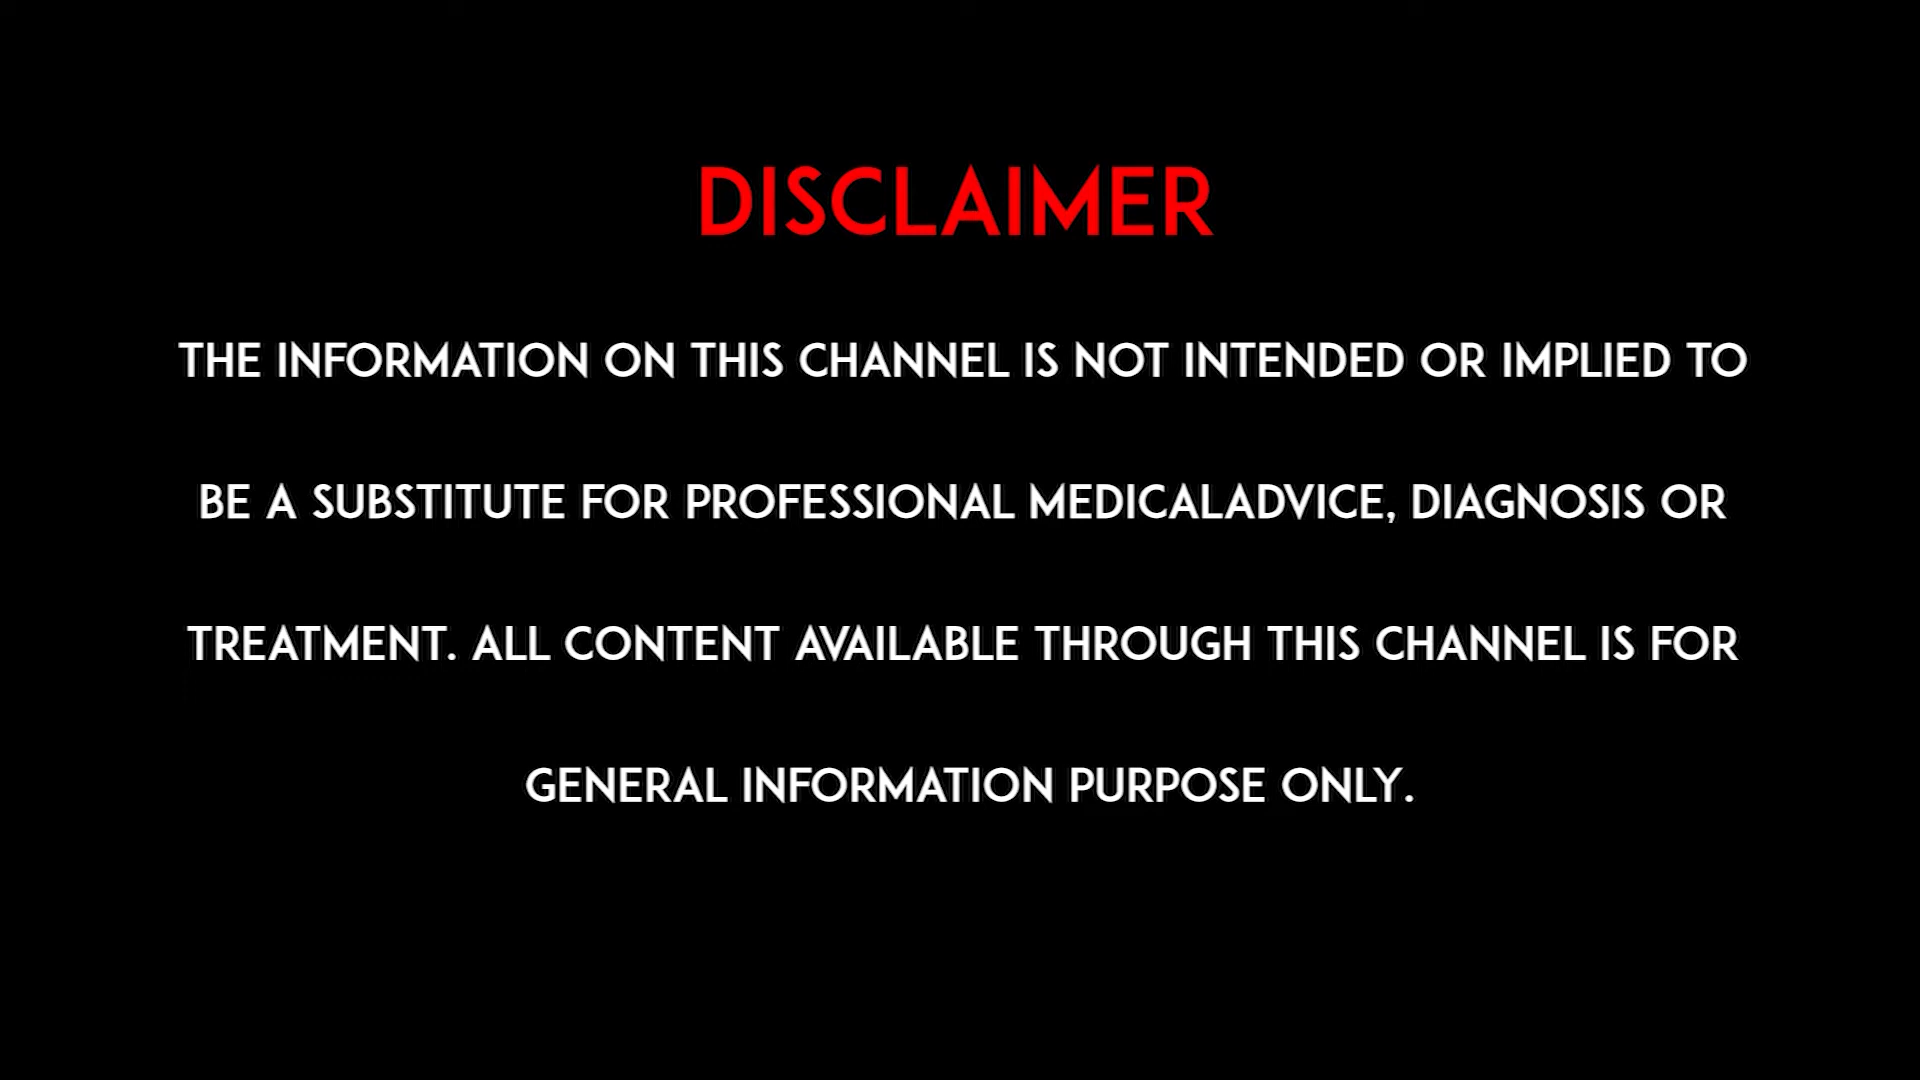 DISCLAIMER
THE INFORMATION ON THIS CHANNEL IS NOT INTENDED OR IMPLIED TO
BE A SUBSTITUTE FOR PROFESSIONAL MEDICALADVICE, DIAGNOSIS OR
TREATMENT. ALL CONTENT AVAILABLE THROUGH THIS CHANNEL IS FOR
GENERAL INFORMATION PURPOSE ONLY.